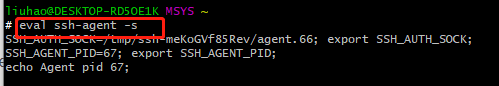 liuhao@DESKTOP-RD5OE1K MSYS ~
# eval ssh-agent -s
SSH_AUTH_SOCK=/tmp/ssh-meKoGVf85Rev/agent.66; export SSH_AUTH_SOCK;
SSH_AGENT_PID=67; export SSH_AGENT_PID;
echo Agent pid 67;